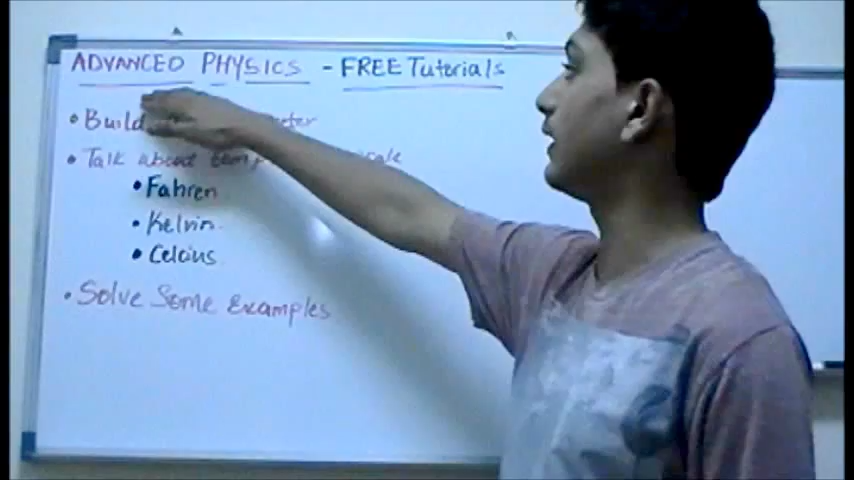 ADVANCED PHYSICS - FREE Tutorials
• Build
• Talk about
• Fahren
• Kelvin
• Celcius
• Solve Some Examples